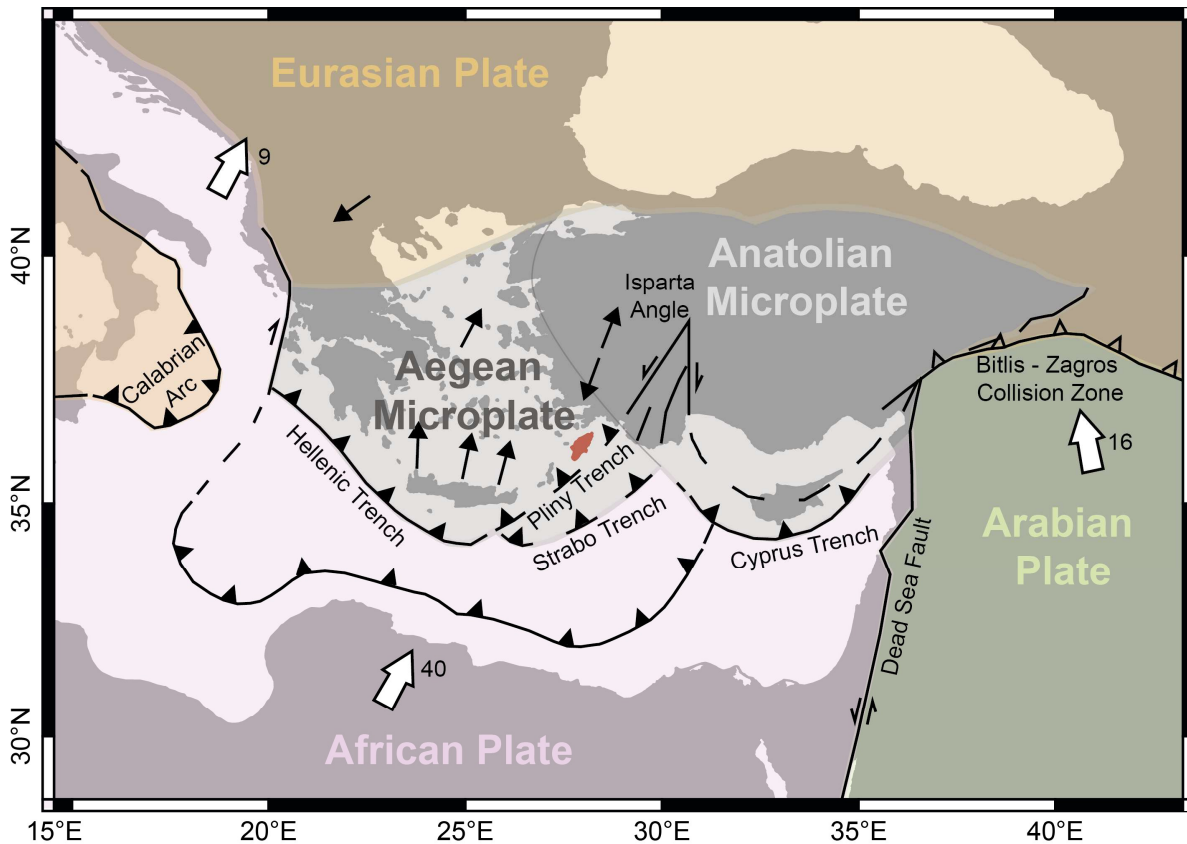 Eurasian Plate
9
40°N
Anatolian
Microplate
Isparta
Angle
Aegean
Microplate
Calabrian
Arc
Bitlis - Zagros
Collision Zone
16
Hellenic Trench
Pliny Trench
Strabo Trench
Cyprus Trench
35°N
Arabian
Plate
Dead Sea Fault
40
African Plate
30°N
15°E
20°E
25°E
30°E
35°E
40°E